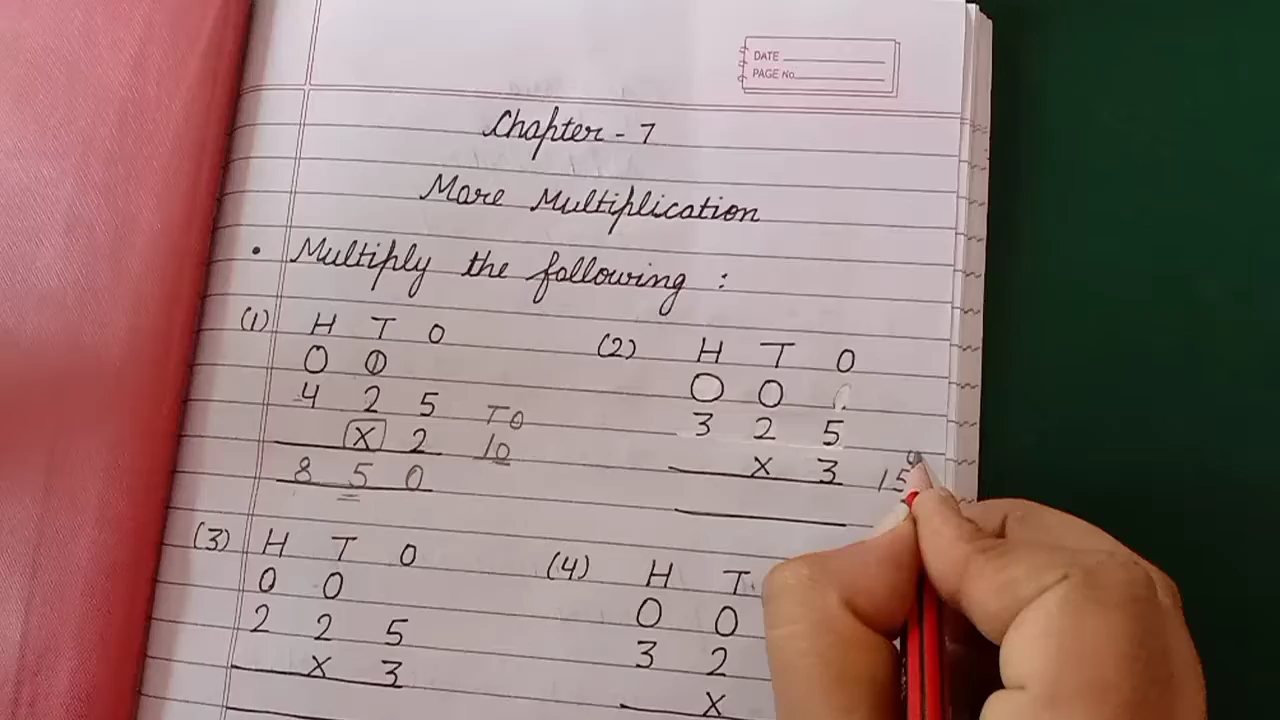 DATE
PAGE No.
Chapter - 7
More Multiplication
• Multiply the following :
(1) H T O
0 0
4 2 5 TO
x 2 10
8 5 0
(2) H T O
0 0
3 2 5
x 3 15
(3) H T O
0 0
2 2 5
x 3
(4) H T
0 0
3 2
x